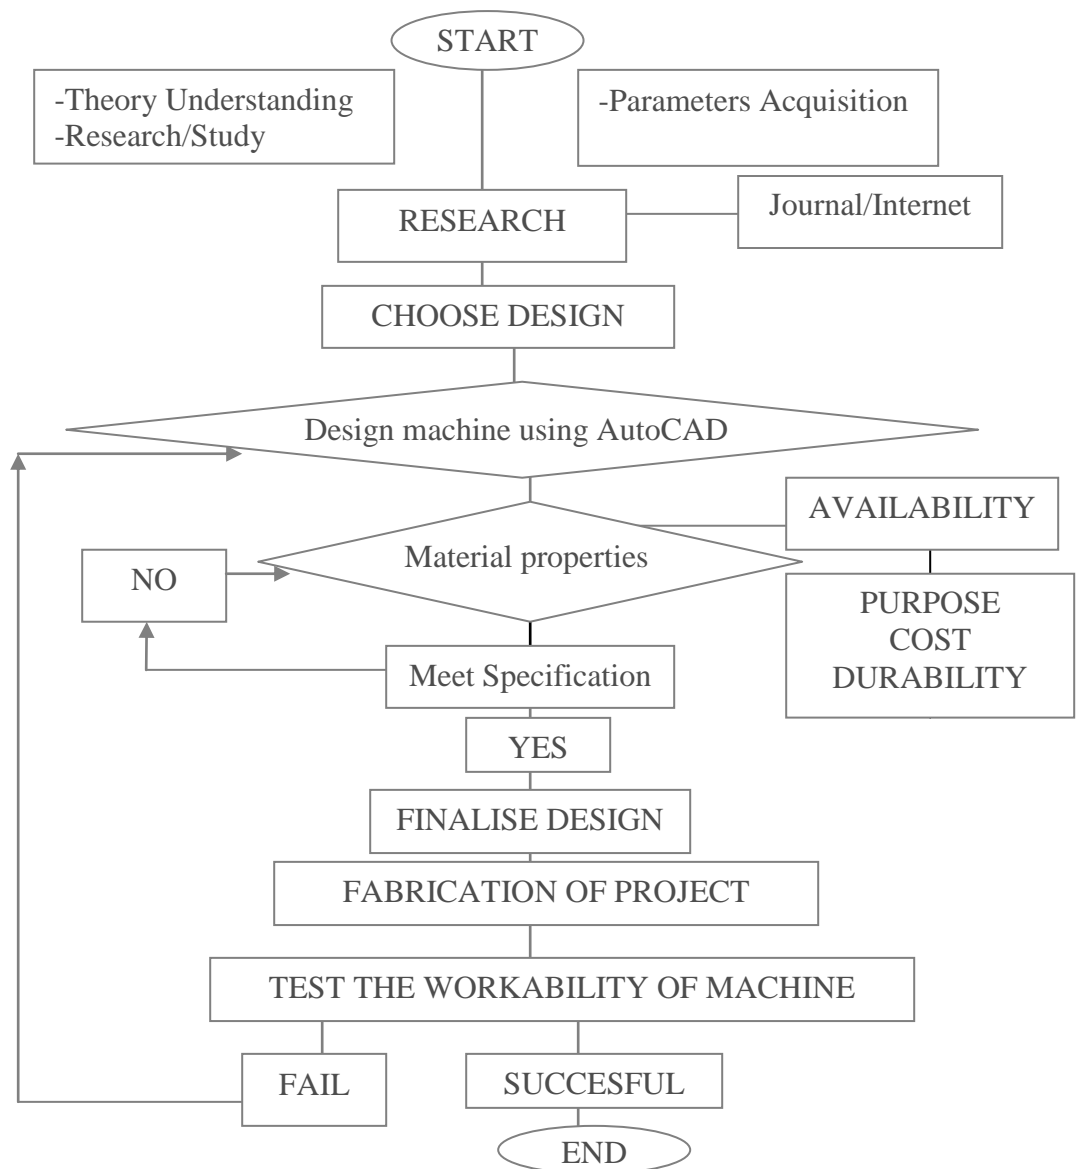 START
-Theory Understanding
-Research/Study
-Parameters Acquisition
Journal/Internet
RESEARCH
CHOOSE DESIGN
Design machine using AutoCAD
AVAILABILITY
Material properties
NO
PURPOSE
COST
DURABILITY
Meet Specification
YES
FINALISE DESIGN
FABRICATION OF PROJECT
TEST THE WORKABILITY OF MACHINE
FAIL
SUCCESFUL
END